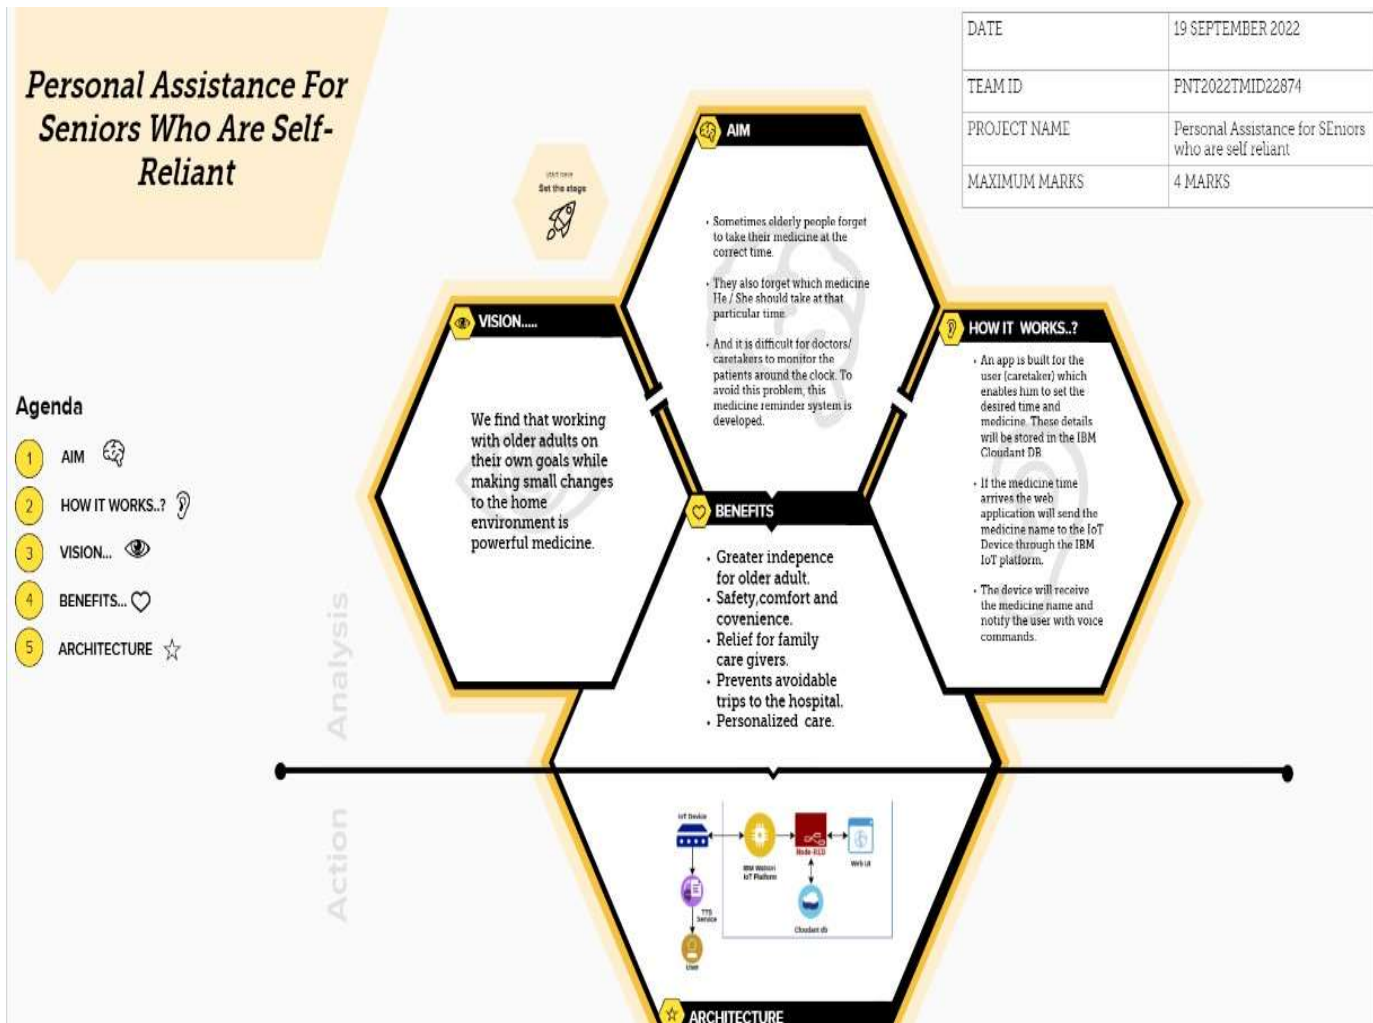 Personal Assistance For
Seniors Who Are Self-
Reliant
DATE
19 SEPTEMBER 2022
TEAM ID
PNT2022TMID22874
PROJECT NAME
Personal Assistance for SEniors
who are self reliant
MAXIMUM MARKS
4 MARKS
Set the stage
Agenda
1 AIM
2 HOW IT WORKS..?
3 VISION...
4 BENEFITS...
5 ARCHITECTURE
AIM
• Sometimes elderly people forget
to take their medicine at the
correct time.
• They also forget which medicine
He / She should take at that
particular time.
• And it is difficult for doctors/
caretakers to monitor the
patients around the clock. To
avoid this problem, this
medicine reminder system is
developed.
VISION.....
We find that working
with older adults on
their own goals while
making small changes
to the home
environment is
powerful medicine.
HOW IT WORKS..?
• An app is built for the
user (caretaker) which
enables him to set the
desired time and
medicine. These details
will be stored in the IBM
Cloudant DB
• If the medicine time
arrives the web
application will send the
medicine name to the IoT
Device through the IBM
IoT platform.
• The device will receive
the medicine name and
notify the user with voice
commands.
BENEFITS
• Greater indepence
for older adult.
• Safety,comfort and
covenience.
• Relief for family
care givers.
• Prevents avoidable
trips to the hospital.
• Personalized care.
Analysis
Action
IoT Device
IBM Watson
IoT Platform
Node-RED
Web UI
TTS
Service
Cloudant db
User
ARCHITECTURE